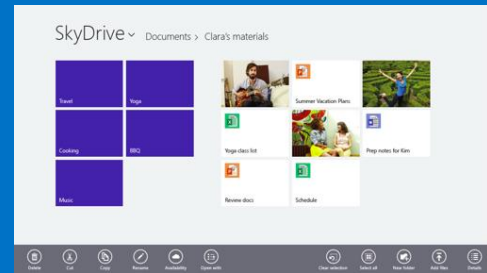 SkyDrive Documents > Clara's materials
Travel
Yoga
Summer Vacation Plans
Cooking
BBQ
Yoga class list
Prep notes for Kim
Music
Review docs
Schedule
Delete Cut Copy Rename Availability Open with Clear selection Select all New folder Add files Details